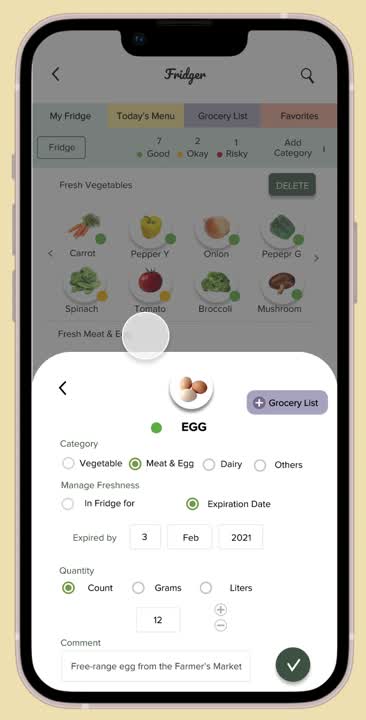 Fridger
My Fridge Today's Menu Grocery List Favorites
Fridge
7 2 1
Good Okay Risky
Add Category i
Fresh Vegetables DELETE
Carrot Pepper Y Onion Pepepr G
Spinach Tomato Broccoli Mushroom
Fresh Meat & E
Grocery List
EGG
Category
Vegetable Meat & Egg Dairy Others
Manage Freshness
In Fridge for Expiration Date
Expired by 3 Feb 2021
Quantity
Count Grams Liters
12
Comment
Free-range egg from the Farmer's Market